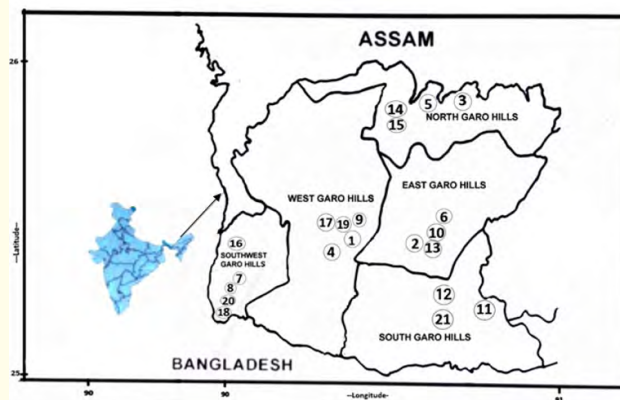 ASSAM
26
14 5 3
15
NORTH GARO HILLS
EAST GARO HILLS
WEST GARO HILLS
17 19 9
1
4
6
10
2 13
16
SOUTHWEST
GARO HILLS
7
8
20
18
12
11
21
SOUTH GARO HILLS
--Latitude--
25
BANGLADESH
90 90 --Longitude- 91